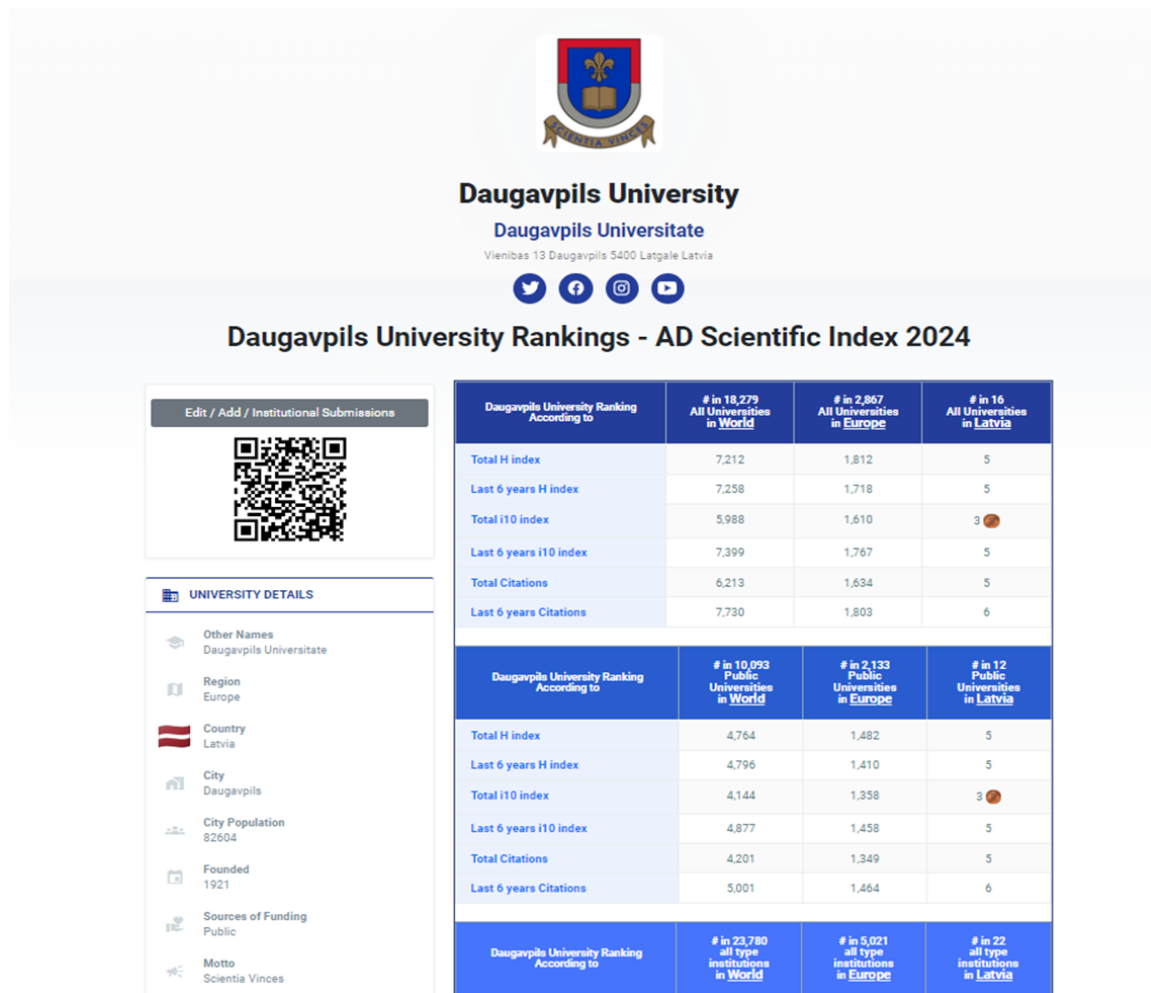 SCIENTIA VINCES
Daugavpils University
Daugavpils Universitate
Vienibas 13 Daugavpils 5400 Latgale Latvia
Daugavpils University Rankings - AD Scientific Index 2024
Edit / Add / Institutional Submissions
UNIVERSITY DETAILS
Other Names
Daugavpils Universitate
Region
Europe
Country
Latvia
City
Daugavpils
City Population
82604
Founded
1921
Sources of Funding
Public
Motto
Scientia Vinces
Daugavpils University Ranking
According to
# in 18,279
All Universities
in World
# in 2,867
All Universities
in Europe
# in 16
All Universities
in Latvia
Total H index 7,212 1,812 5
Last 6 years H index 7,258 1,718 5
Total i10 index 5,988 1,610 3
Last 6 years i10 index 7,399 1,767 5
Total Citations 6,213 1,634 5
Last 6 years Citations 7,730 1,803 6
Daugavpils University Ranking
According to
# in 10,093
Public
Universities
in World
# in 2,133
Public
Universities
in Europe
# in 12
Public
Universities
in Latvia
Total H index 4,764 1,482 5
Last 6 years H index 4,796 1,410 5
Total i10 index 4,144 1,358 3
Last 6 years i10 index 4,877 1,458 5
Total Citations 4,201 1,349 5
Last 6 years Citations 5,001 1,464 6
Daugavpils University Ranking
According to
# in 23,780
all type
institutions
in World
# in 5,021
all type
institutions
in Europe
# in 22
all type
institutions
in Latvia